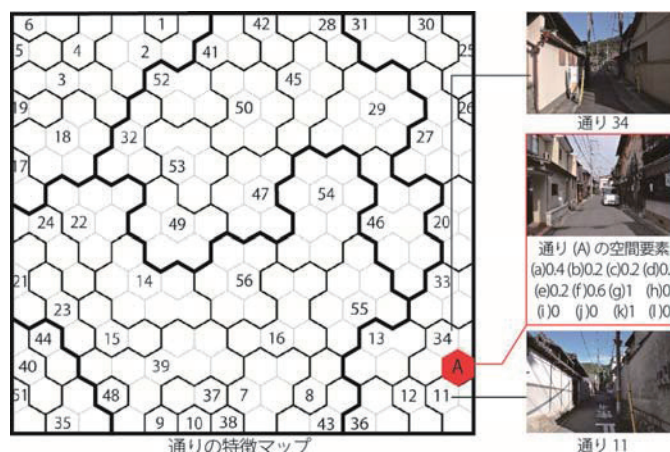 6 1 42 28 31 30
5 4 2 41 25
3 52 45
19 50 29 26
18 32 27
17 53
47 54
24 22 49 46 20
21 14 56 33
23 55
44 15 16 13 34
40 39 A
51 48 37 7 8 12 11
35 9 10 38 43 36
通りの特徴マップ
通り 34
通り (A) の空間要素
(a)0.4 (b)0.2 (c)0.2 (d)0.
(e)0.2 (f)0.6 (g)1 (h)0
(i)0 (j)0 (k)1 (l)0
通り 11